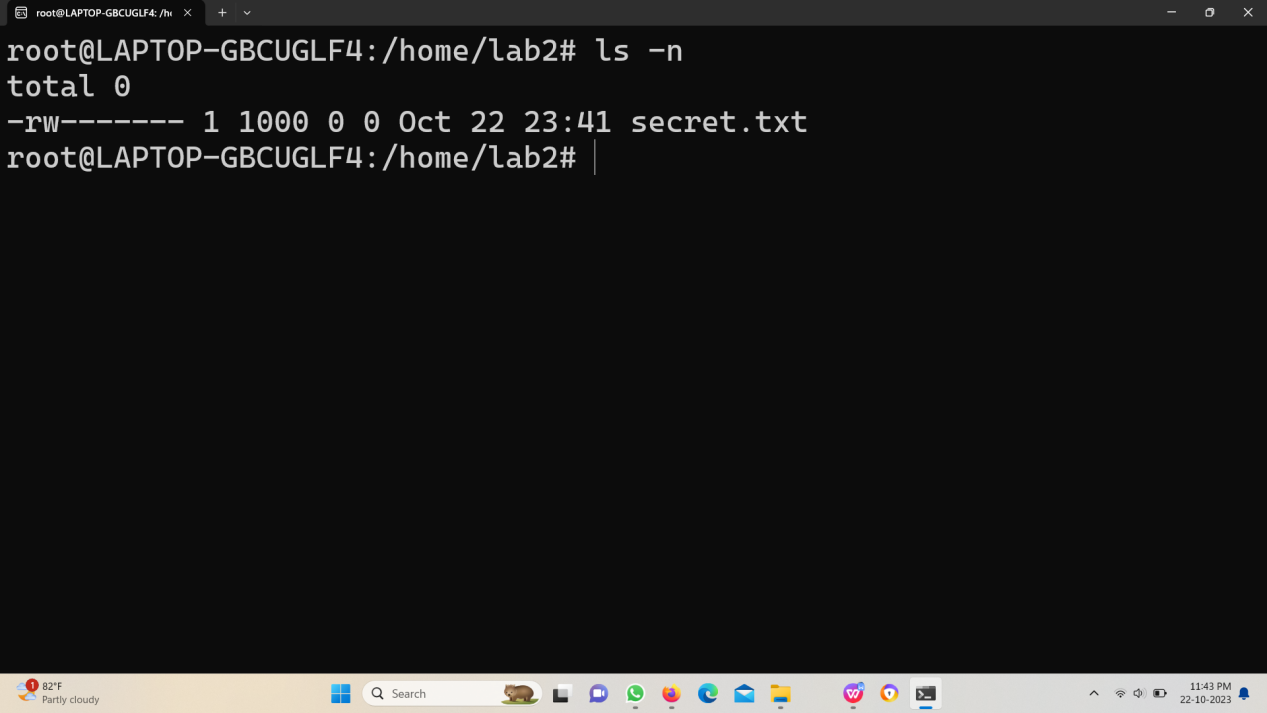 root@LAPTOP-GBCUGLF4: /h
root@LAPTOP-GBCUGLF4:/home/lab2# ls -n
total 0
-rw------- 1 1000 0 0 Oct 22 23:41 secret.txt
root@LAPTOP-GBCUGLF4:/home/lab2#
1
82°F
Partly cloudy
Search
11:43 PM
22-10-2023